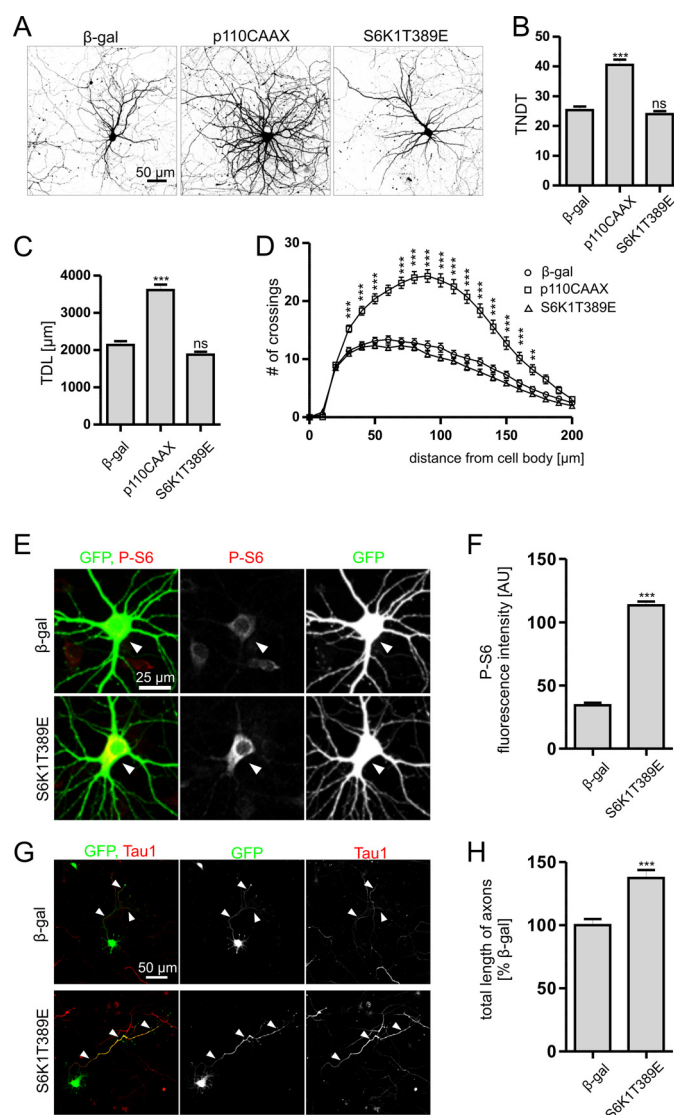 A
β-gal
p110CAAX
S6K1T389E
50 µm
B
TNDT
50
40
30
20
10
0
***
ns
β-gal
p110CAAX
S6K1T389E
C
TDL [µm]
4000
3000
2000
1000
0
***
ns
β-gal
p110CAAX
S6K1T389E
D
# of crossings
30
20
10
0
***
***
***
***
***
***
***
***
***
***
***
***
***
***
**
β-gal
p110CAAX
S6K1T389E
0
50
100
150
200
distance from cell body [µm]
E
GFP, P-S6
P-S6
GFP
β-gal
25 µm
S6K1T389E
F
P-S6
fluorescence intensity [AU]
150
100
50
0
***
β-gal
S6K1T389E
G
GFP, Tau1
GFP
Tau1
β-gal
50 µm
S6K1T389E
H
total length of axons
[% β-gal]
150
100
50
0
***
β-gal
S6K1T389E